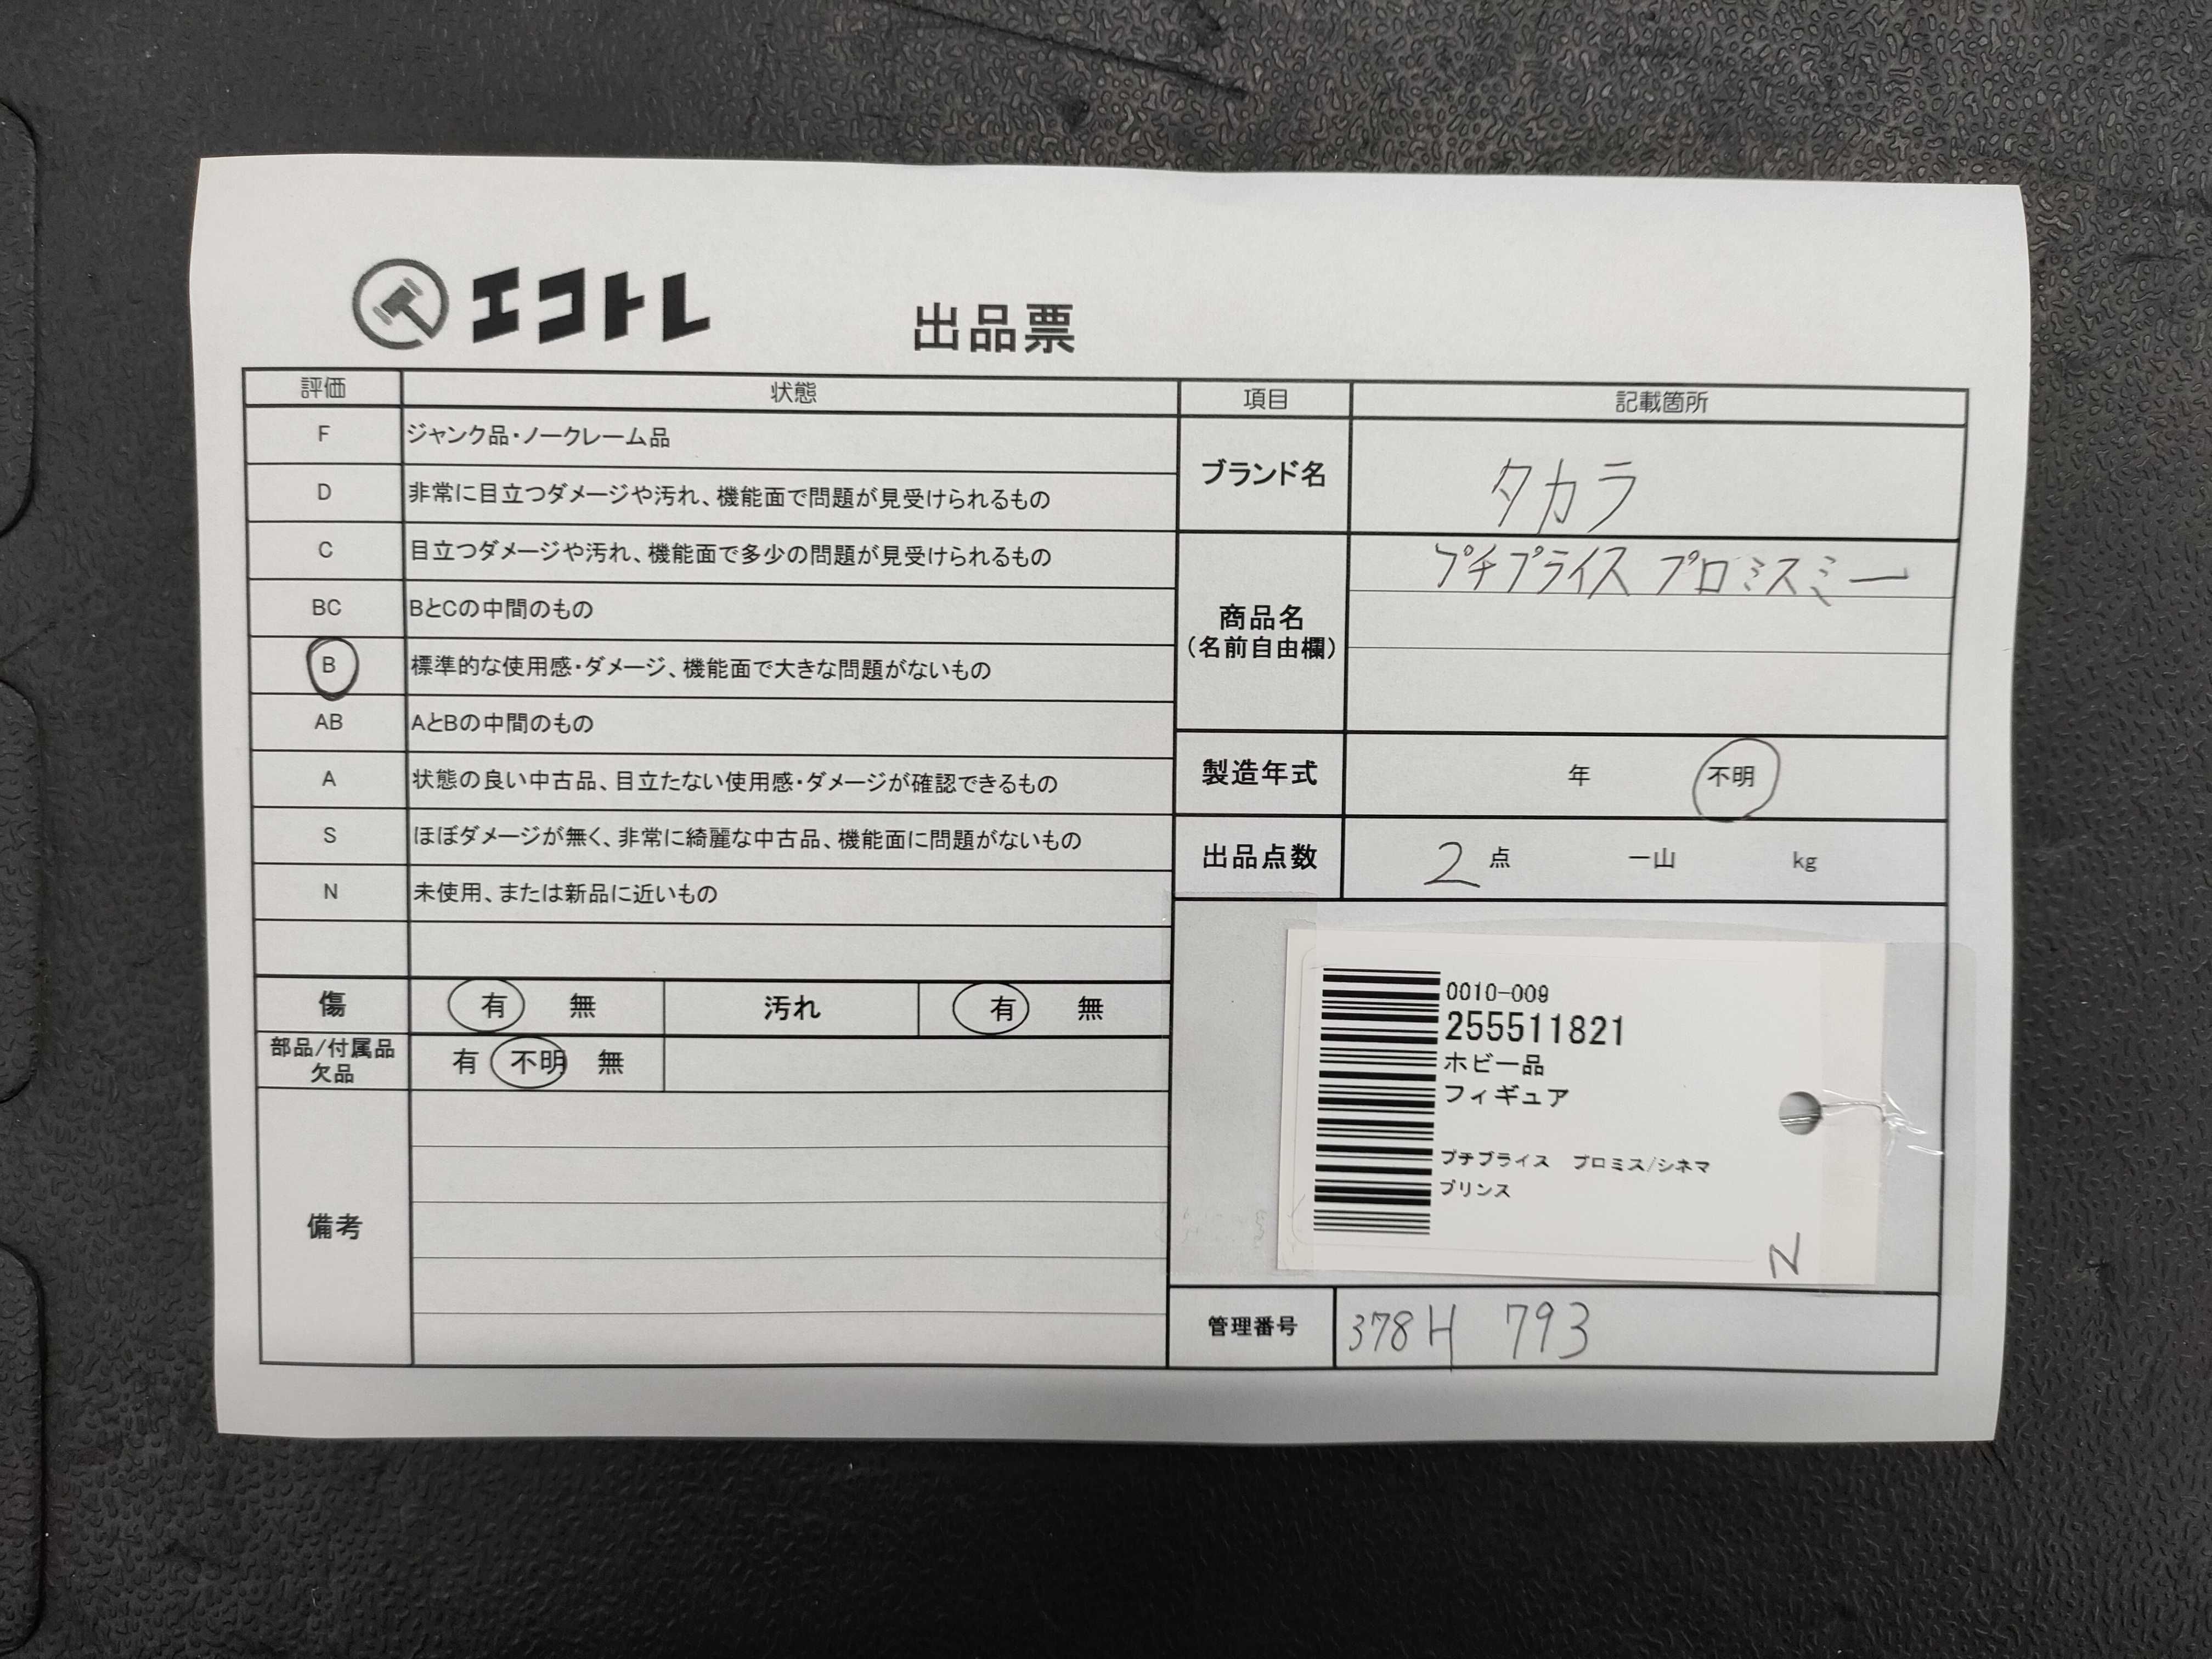 エコトレ
出品票
評価 状態
F ジャンク品・ノークレーム品
D 非常に目立つダメージや汚れ、機能面で問題が見受けられるもの
C 目立つダメージや汚れ、機能面で多少の問題が見受けられるもの
BC BとCの中間のもの
B 標準的な使用感・ダメージ、機能面で大きな問題がないもの
AB AとBの中間のもの
A 状態の良い中古品、目立たない使用感・ダメージが確認できるもの
S ほぼダメージが無く、非常に綺麗な中古品、機能面に問題がないもの
N 未使用、または新品に近いもの
傷 有 無 汚れ 有 無
部品/付属品
欠品
有 不明 無
備考
項目 記載箇所
ブランド名 タカラ
商品名
(名前自由欄)
プチブライス プロミスミー
製造年式 年 不明
出品点数 2 点 一山 kg
0010-009
255511821
ホビー品
フィギュア
プチブライス プロミス/シネマ
プリンス
N
管理番号 378H 793